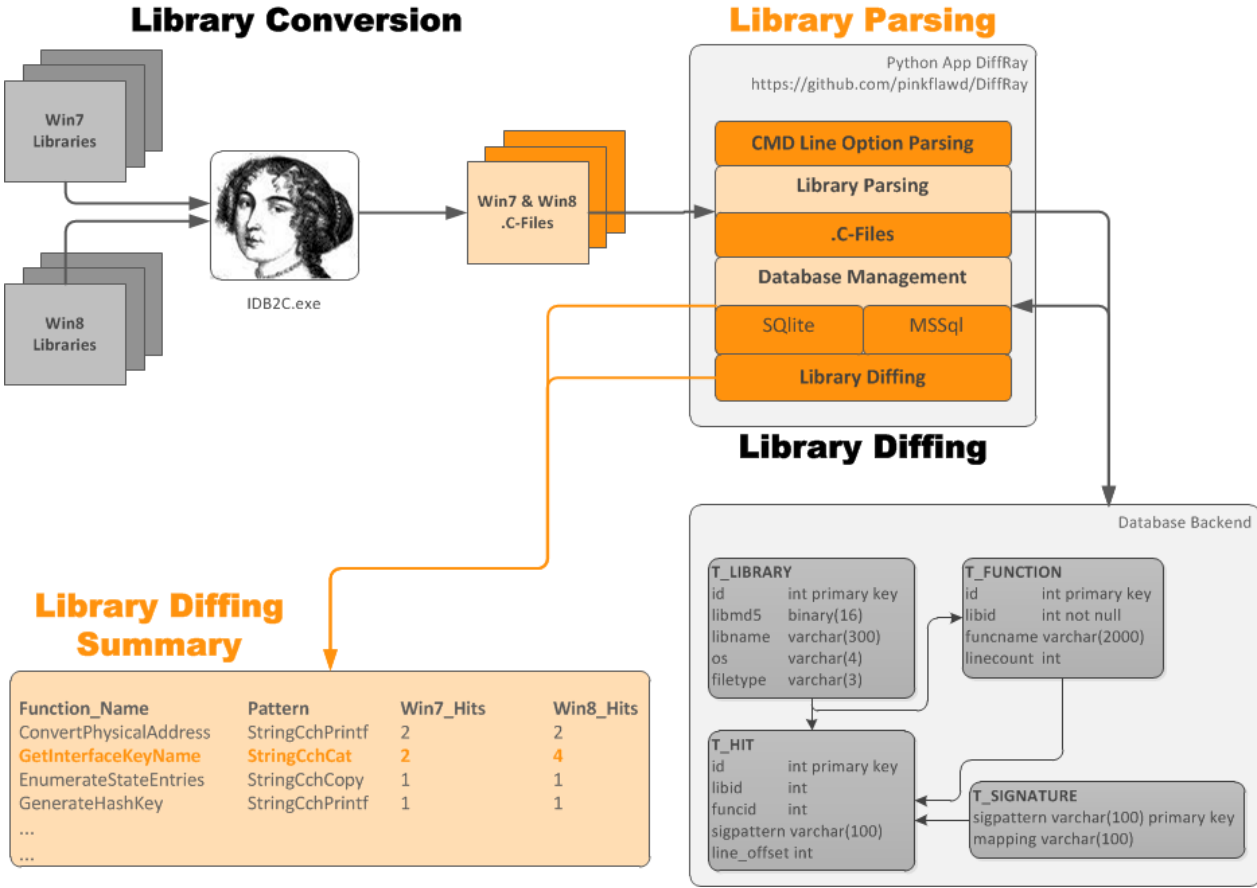 Library Conversion
Library Parsing
Win7
Libraries
Win8
Libraries
IDB2C.exe
Win7 & Win8
.C-Files
Python App DiffRay
https://github.com/pinkflawd/DiffRay
CMD Line Option Parsing
Library Parsing
.C-Files
Database Management
SQlite
MSSql
Library Diffing
Library Diffing
Database Backend
T_LIBRARY
id int primary key
libmd5 binary(16)
libname varchar(300)
os varchar(4)
filetype varchar(3)
T_FUNCTION
id int primary key
libid int not null
funcname varchar(2000)
linecount int
T_HIT
id int primary key
libid int
funcid int
sigpattern varchar(100)
line_offset int
T_SIGNATURE
sigpattern varchar(100) primary key
mapping varchar(100)
Library Diffing
Summary
Function_Name Pattern Win7_Hits Win8_Hits
ConvertPhysicalAddress StringCchPrintf 2 2
GetInterfaceKeyName StringCchCat 2 4
EnumerateStateEntries StringCchCopy 1 1
GenerateHashKey StringCchPrintf 1 1
...
...